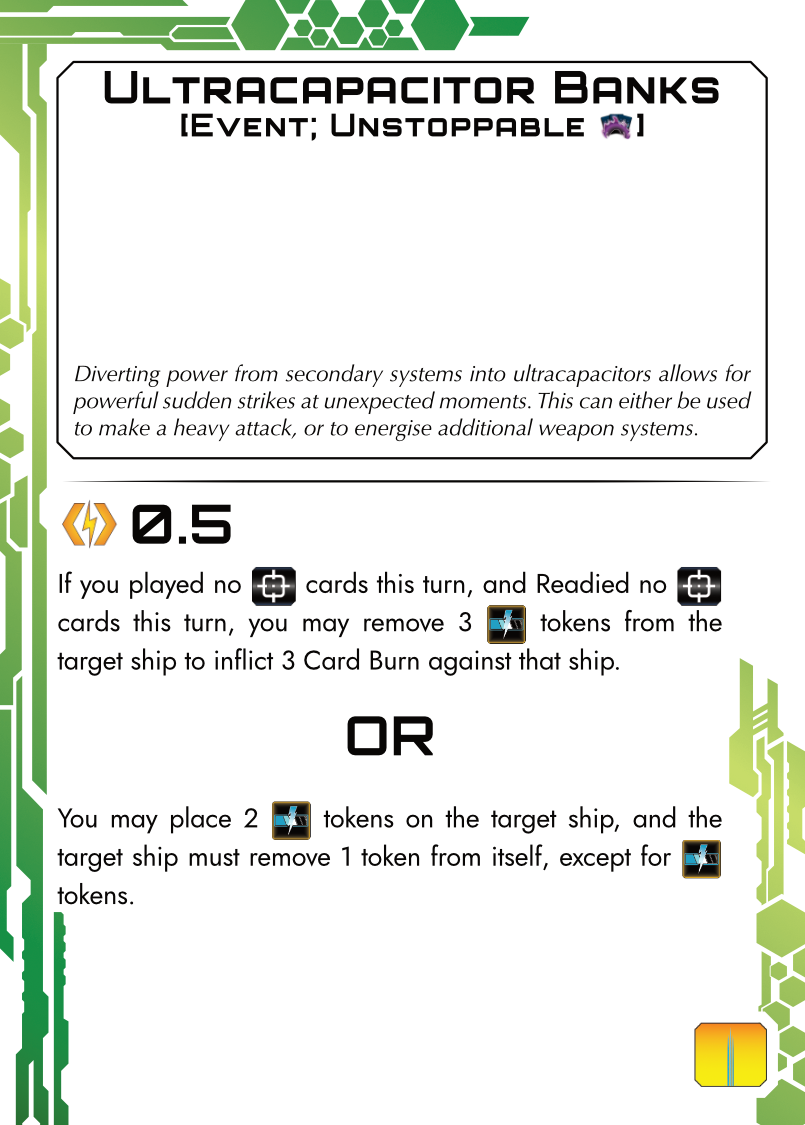 Ultracapacitor Banks
[Event; Unstoppable ]
Diverting power from secondary systems into ultracapacitors allows for
powerful sudden strikes at unexpected moments. This can either be used
to make a heavy attack, or to energise additional weapon systems.
0.5
If you played no cards this turn, and Readied no
cards this turn, you may remove 3 tokens from the
target ship to inflict 3 Card Burn against that ship.
OR
You may place 2 tokens on the target ship, and the
target ship must remove 1 token from itself, except for
tokens.